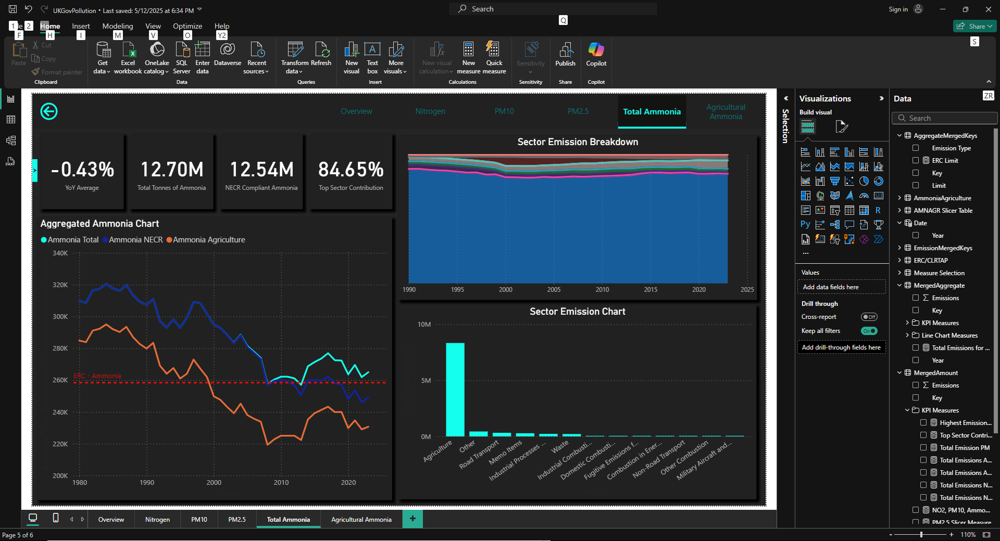 UKGovPollution • Last saved: 5/12/2025 at 6:34 PM
Search
Sign in
Q
1
2
Home
Insert
Modeling
View
Optimize
Help
Share
F
H
I
M
V
O
Y2
S
Paste
Cut
Copy
Format painter
Clipboard
Get data
Excel workbook
OneLake catalog
SQL Server
Enter data
Dataverse
Recent sources
Data
Transform data
Refresh
Queries
New visual
Text box
More visuals
Insert
New visual calculation
New measure
Quick measure
Calculations
Sensitivity
Sensitivity
Publish
Share
Copilot
Copilot
Overview
Nitrogen
PM10
PM2.5
Total Ammonia
Agricultural
Ammonia
-0.43%
YoY Average
12.70M
Total Tonnes of Ammonia
12.54M
NECR Compliant Ammonia
84.65%
Top Sector Contribution
Aggregated Ammonia Chart
Ammonia Total
Ammonia NECR
Ammonia Agriculture
340K
320K
300K
280K
260K
240K
220K
200K
ERC - Ammonia
1980
1990
2000
2010
2020
Sector Emission Breakdown
1990
1995
2000
2005
2010
2015
2020
2025
Sector Emission Chart
10M
5M
0M
Agriculture
Other
Road Transport
Memo Items
Industrial Processes ...
Waste
Industrial Combusti...
Domestic Combusti...
Fugitive Emissions f...
Combustion in Ener...
Non-Road Transport
Other Combustion
Military Aircraft and...
Selection
Visualizations
Build visual
123
R
Py
123
...
Values
Add data fields here
Drill through
Cross-report
Off
Keep all filters
On
Add drill-through fields here
Data
ZR
Search
AggregateMergedKeys
Emission Type
ERC Limit
Key
Limit
AmmoniaAgriculture
AMNAGR Slicer Table
Date
Year
EmissionMergedKeys
ERC/CLRTAP
Measure Selection
MergedAggregate
Emissions
Key
KPI Measures
Line Chart Measures
Total Emissions for ...
Year
MergedAmount
Emissions
Key
KPI Measures
Highest Emission...
Top Sector Contri...
Total Emission PM
Total Emissions A...
Total Emissions A...
Total Emissions N...
Total Emissions N...
NO2, PM10, Ammo...
PM2.5 Slicer Measure
Overview
Nitrogen
PM10
PM2.5
Total Ammonia
Agricultural Ammonia
+
Page 5 of 6
- + 110%